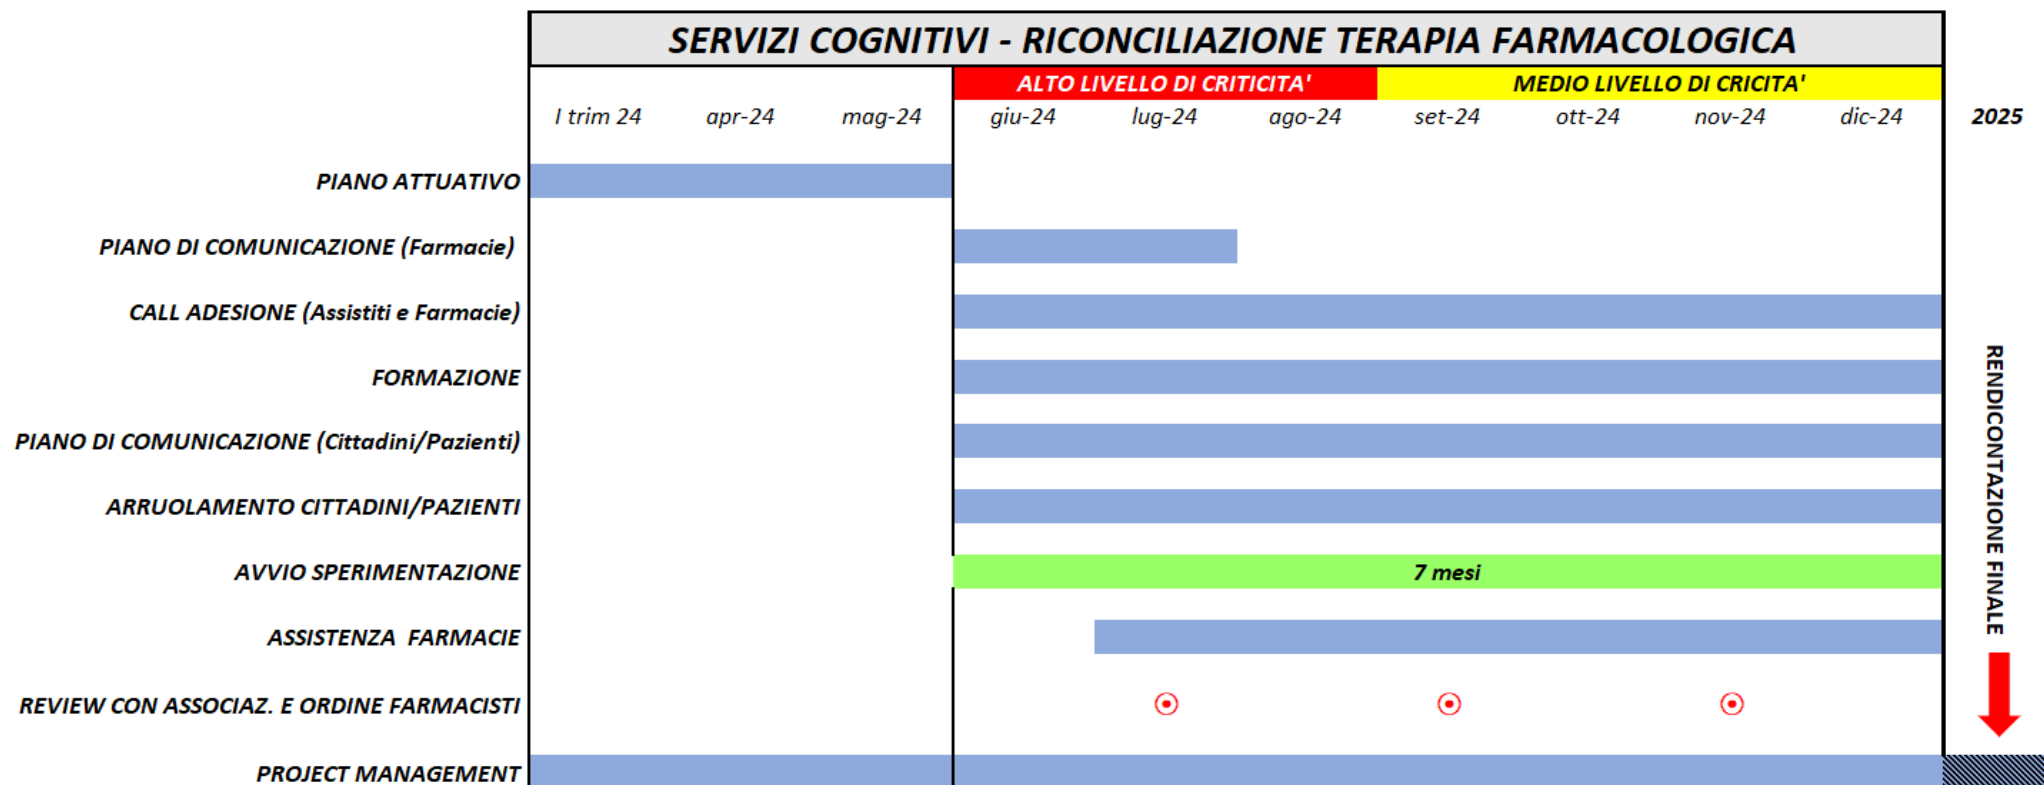 SERVIZI COGNITIVI - RICONCILIAZIONE TERAPIA FARMACOLOGICA
ALTO LIVELLO DI CRITICITA' MEDIO LIVELLO DI CRICITA'
I trim 24 apr-24 mag-24 giu-24 lug-24 ago-24 set-24 ott-24 nov-24 dic-24 2025
PIANO ATTUATIVO
PIANO DI COMUNICAZIONE (Farmacie)
CALL ADESIONE (Assistiti e Farmacie)
FORMAZIONE
PIANO DI COMUNICAZIONE (Cittadini/Pazienti)
ARRUOLAMENTO CITTADINI/PAZIENTI
AVVIO SPERIMENTAZIONE 7 mesi
ASSISTENZA FARMACIE
REVIEW CON ASSOCIAZ. E ORDINE FARMACISTI
PROJECT MANAGEMENT
RENDICONTAZIONE FINALE